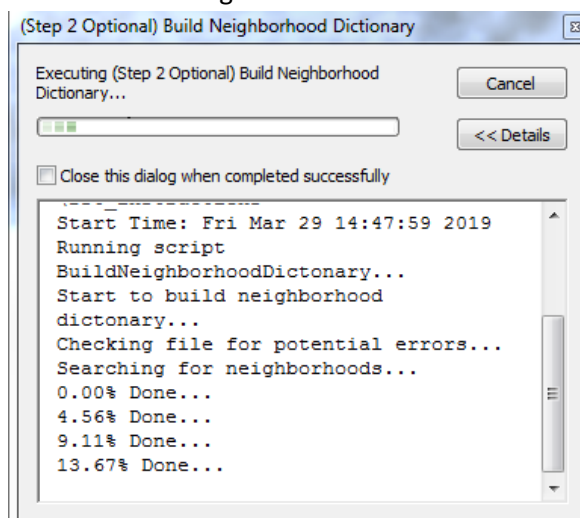 (Step 2 Optional) Build Neighborhood Dictionary
Executing (Step 2 Optional) Build Neighborhood
Dictionary...
Cancel
<< Details
Close this dialog when completed successfully
Start Time: Fri Mar 29 14:47:59 2019
Running script
BuildNeighborhoodDictonary...
Start to build neighborhood
dictonary...
Checking file for potential errors...
Searching for neighborhoods...
0.00% Done...
4.56% Done...
9.11% Done...
13.67% Done...